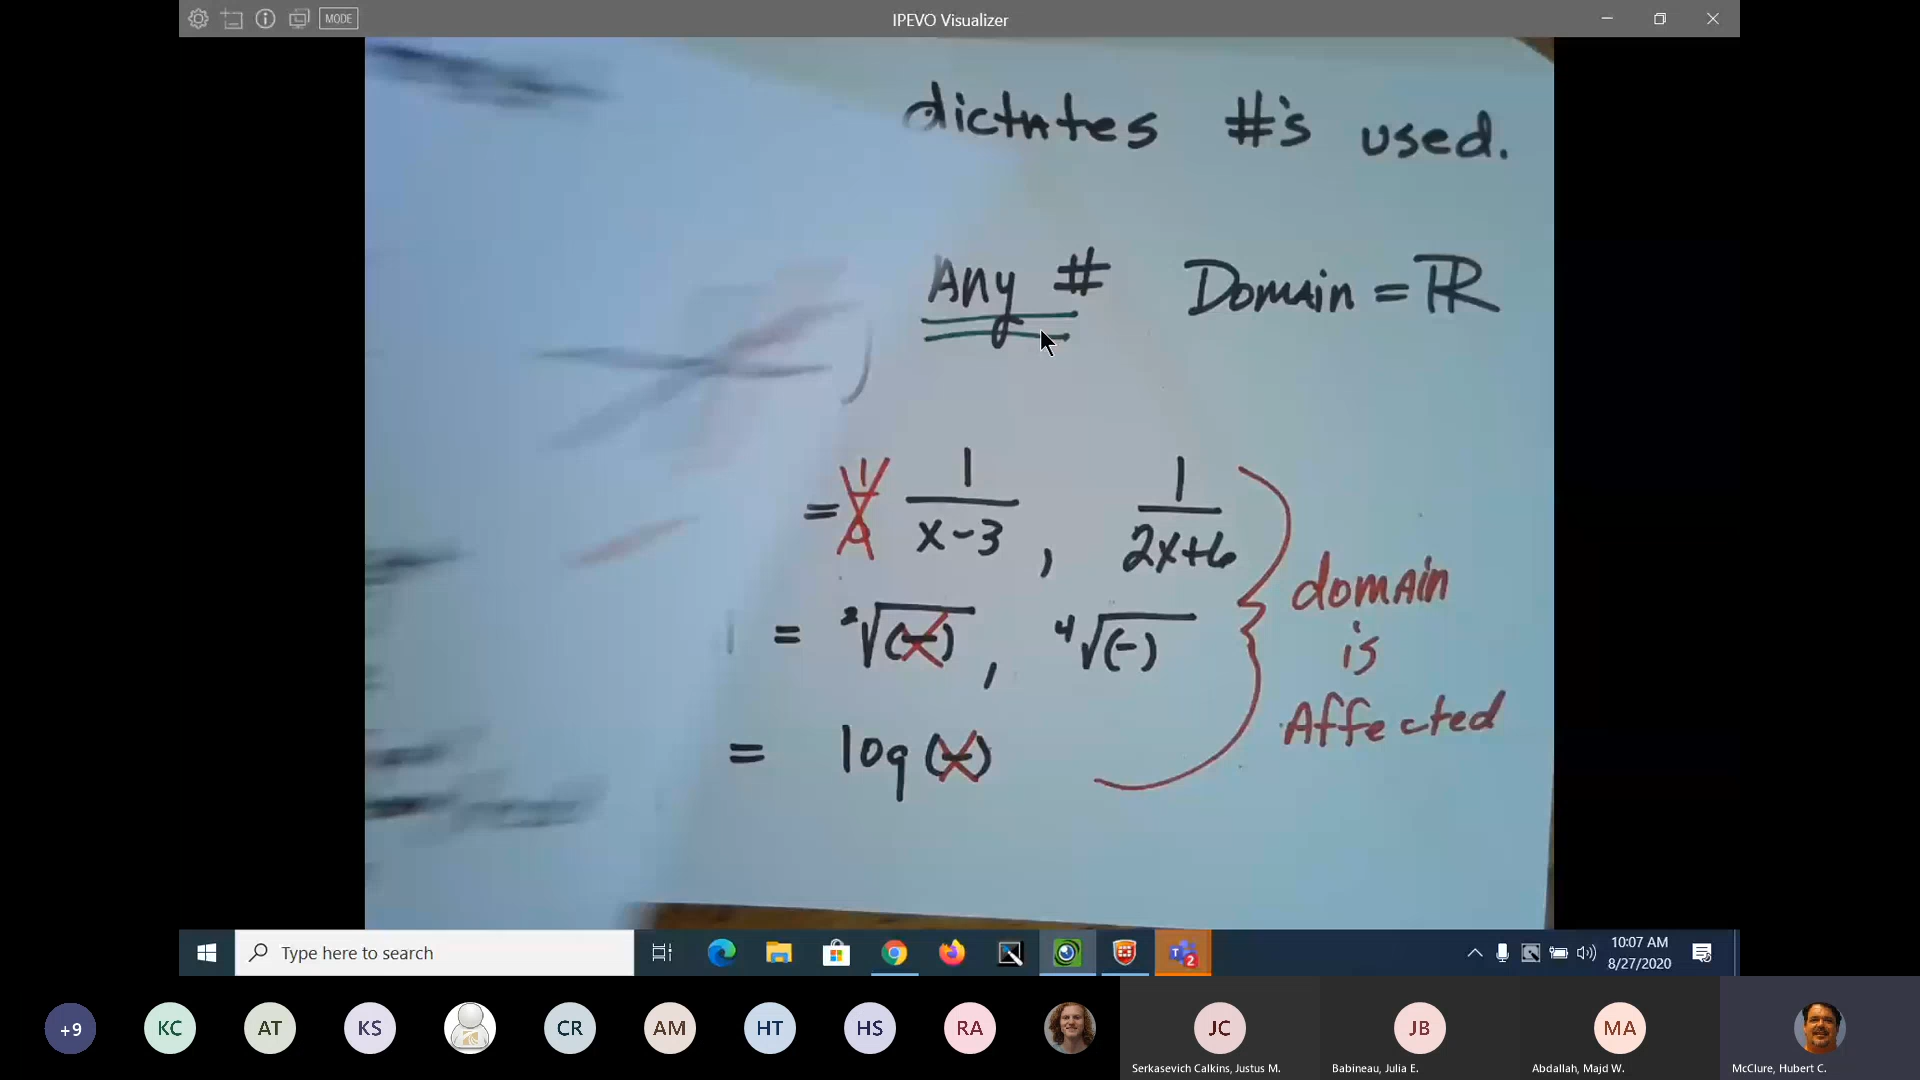 IPEVO Visualizer
MODE
dictates #'s used.
Any # Domain = ℝ
= 1/(x-3) , 1/(2x+6)
= ²√(-) , ⁴√(-)
= log(-)
domain
is
Affected
Type here to search
2
10:07 AM
8/27/2020
+9 KC AT KS CR AM HT HS RA JC JB MA
Serkasevich Calkins, Justus M. Babineau, Julia E. Abdallah, Majd W. McClure, Hubert C.